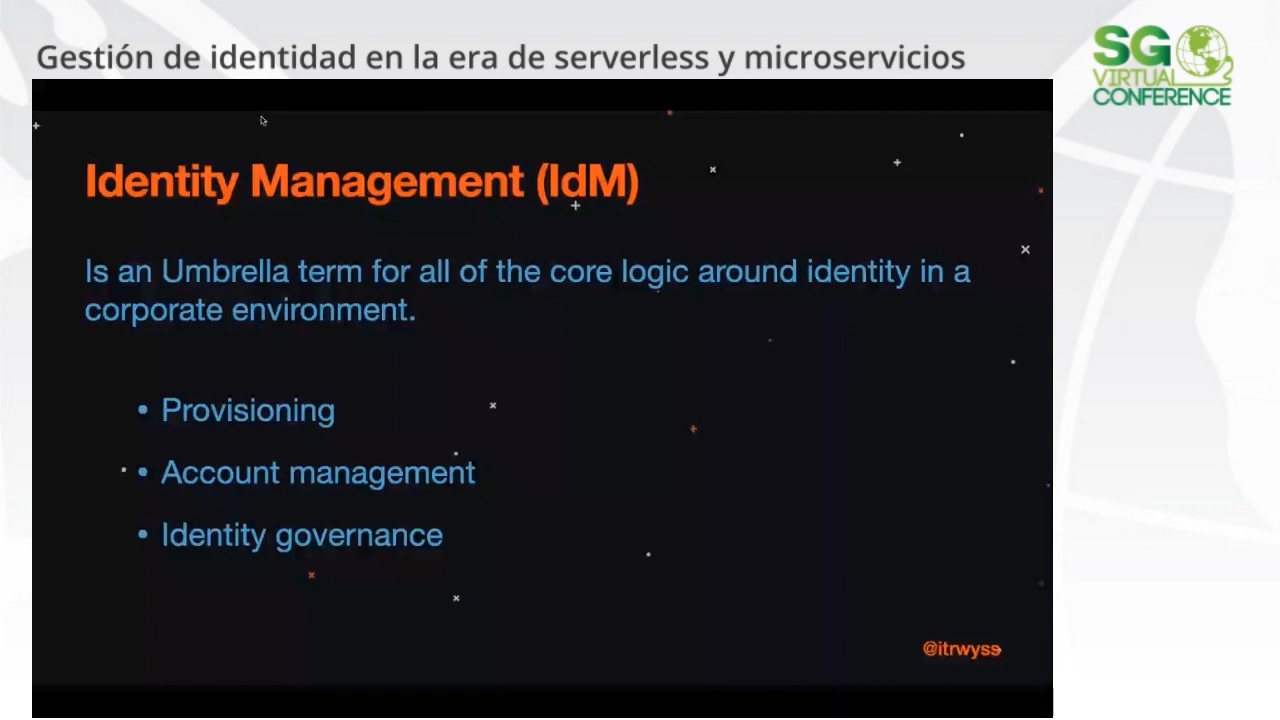 Gestión de identidad en la era de serverless y microservicios
SG
VIRTUAL
CONFERENCE
Identity Management (IdM)
Is an Umbrella term for all of the core logic around identity in a
corporate environment.
• Provisioning
• Account management
• Identity governance
@itrwyss